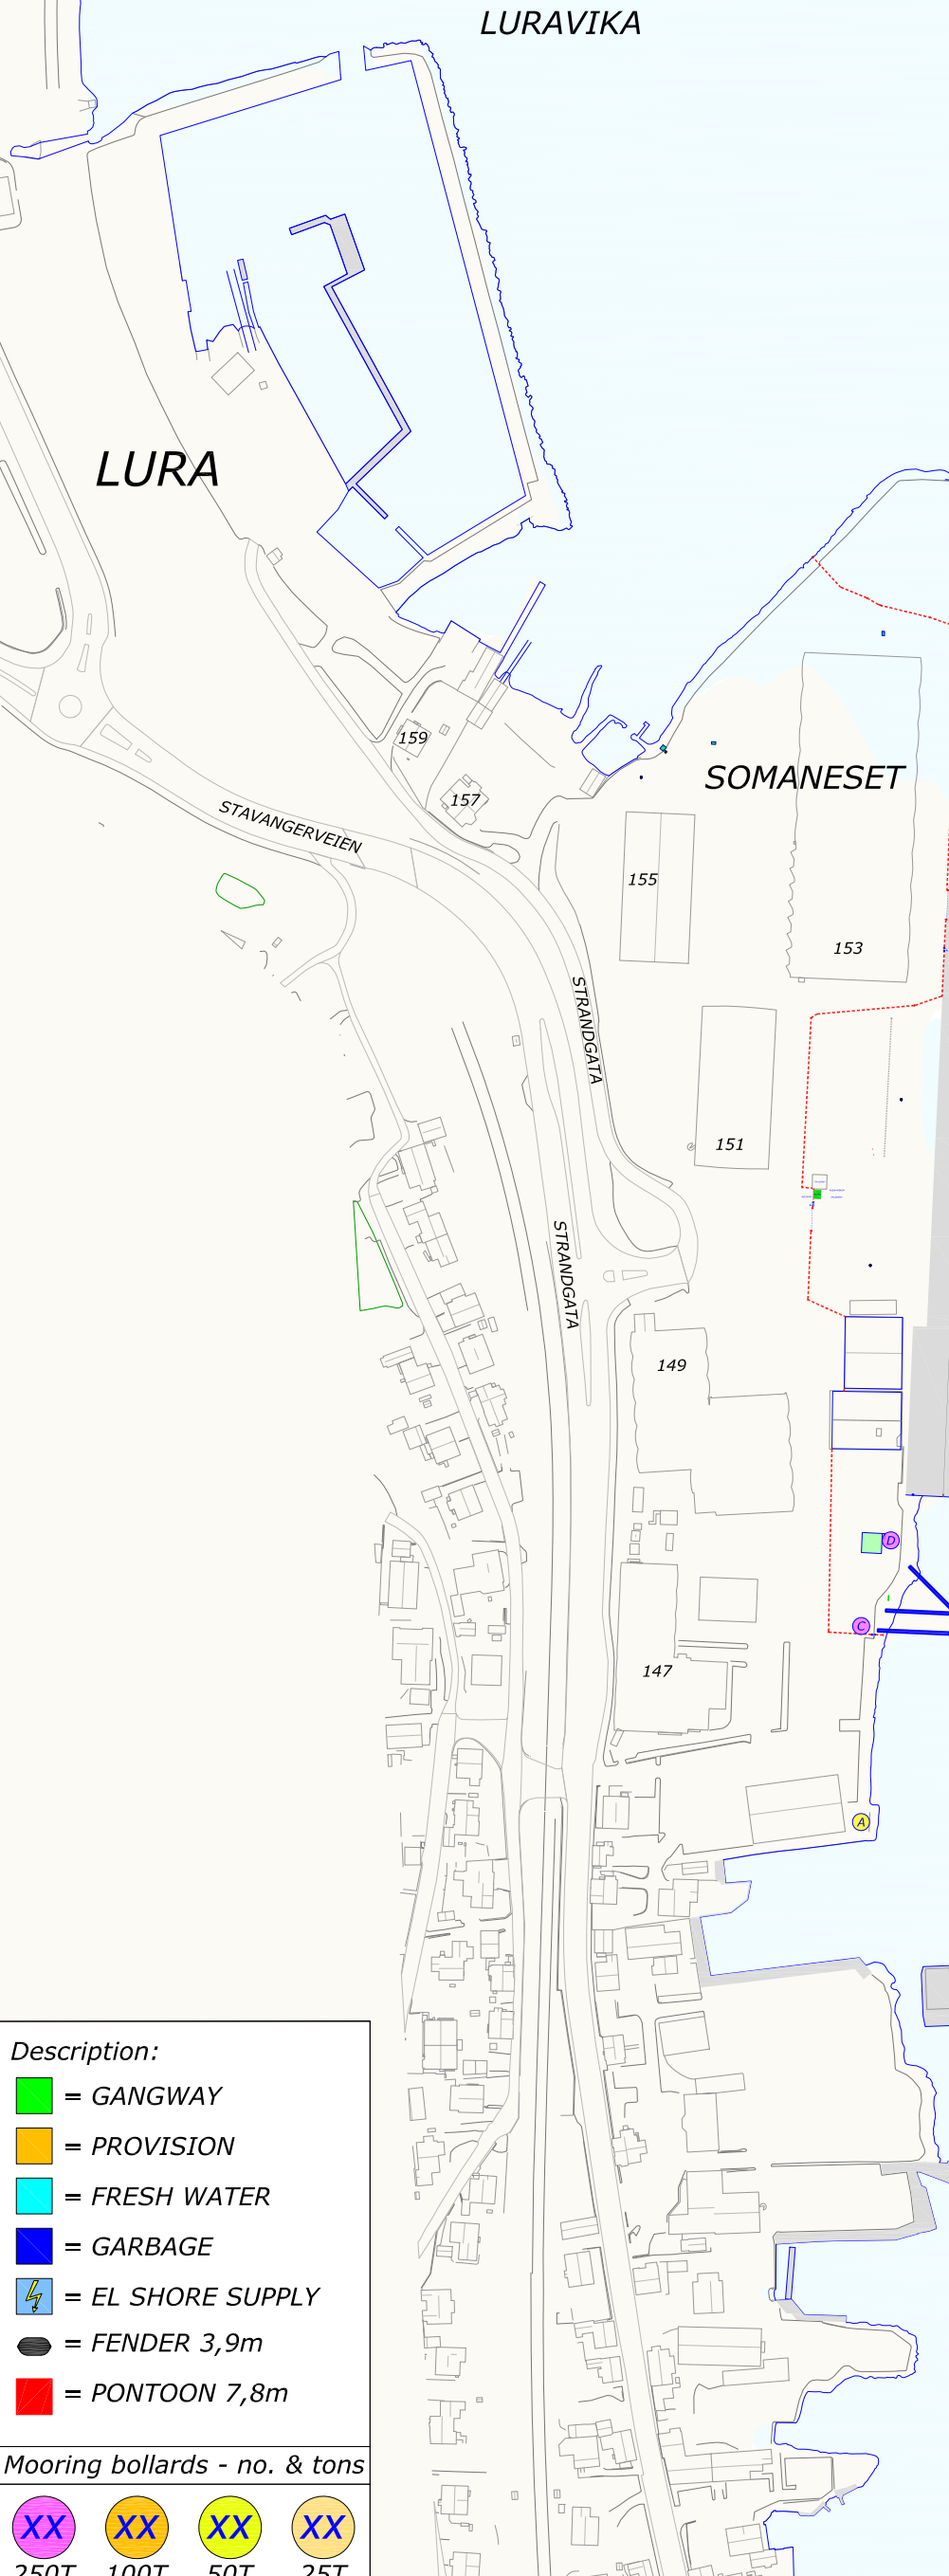 LURAVIKA
LURA
159
SOMANESET
157
STAVANGERVEIEN
155
153
STRANDGATA
151
STRANDGATA
149
D
C
147
A
Description:
= GANGWAY
= PROVISION
= FRESH WATER
= GARBAGE
= EL SHORE SUPPLY
= FENDER 3,9m
= PONTOON 7,8m
Mooring bollards - no. & tons
XX XX XX XX
250T 100T 50T 25T